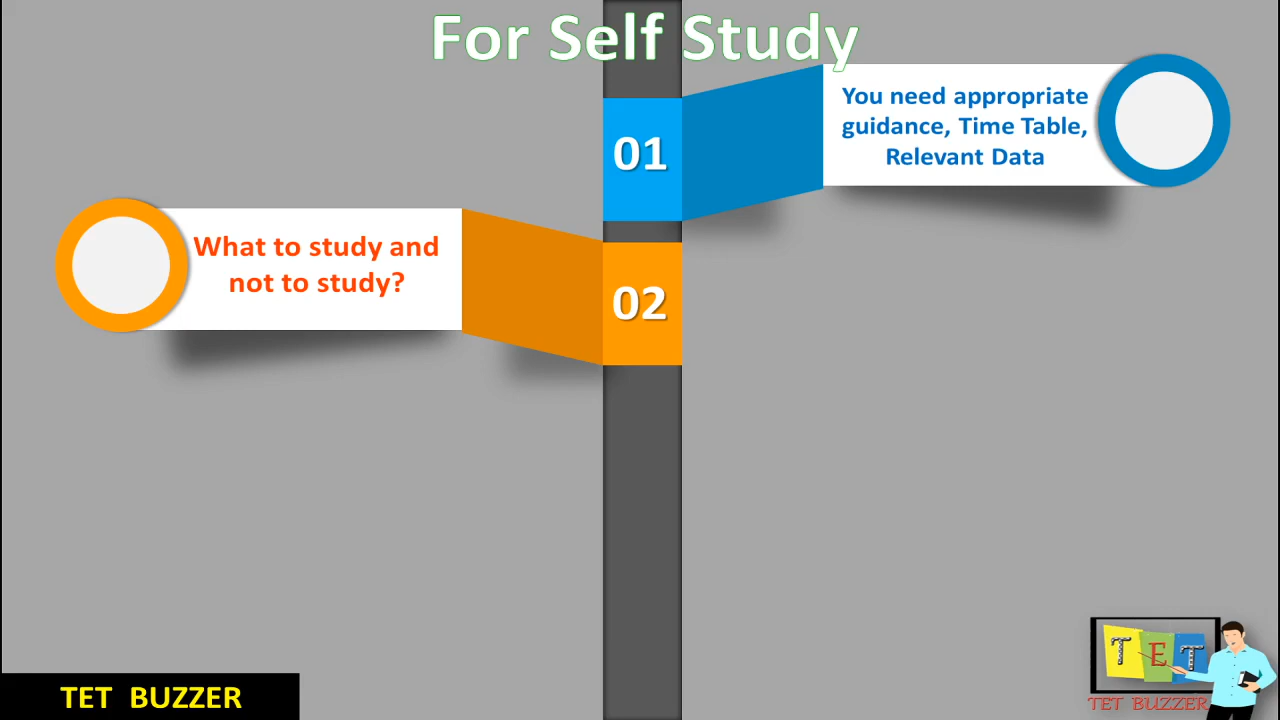 For Self Study
01
You need appropriate
guidance, Time Table,
Relevant Data
What to study and
not to study?
02
TET BUZZER
TET
TET BUZZER